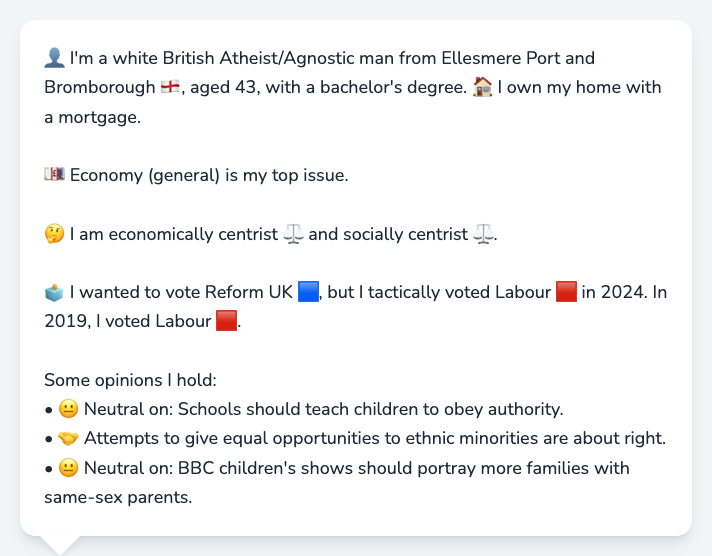 👤 I'm a white British Atheist/Agnostic man from Ellesmere Port and
Bromborough 🏴󠁧󠁢󠁥󠁮󠁧󠁿, aged 43, with a bachelor's degree. 🏠 I own my home with
a mortgage.
💷 Economy (general) is my top issue.
🤔 I am economically centrist ⚖️ and socially centrist ⚖️.
🗳️ I wanted to vote Reform UK 🟦, but I tactically voted Labour 🟥 in 2024. In
2019, I voted Labour 🟥.
Some opinions I hold:
• 😐 Neutral on: Schools should teach children to obey authority.
• 🤝 Attempts to give equal opportunities to ethnic minorities are about right.
• 😐 Neutral on: BBC children's shows should portray more families with
same-sex parents.